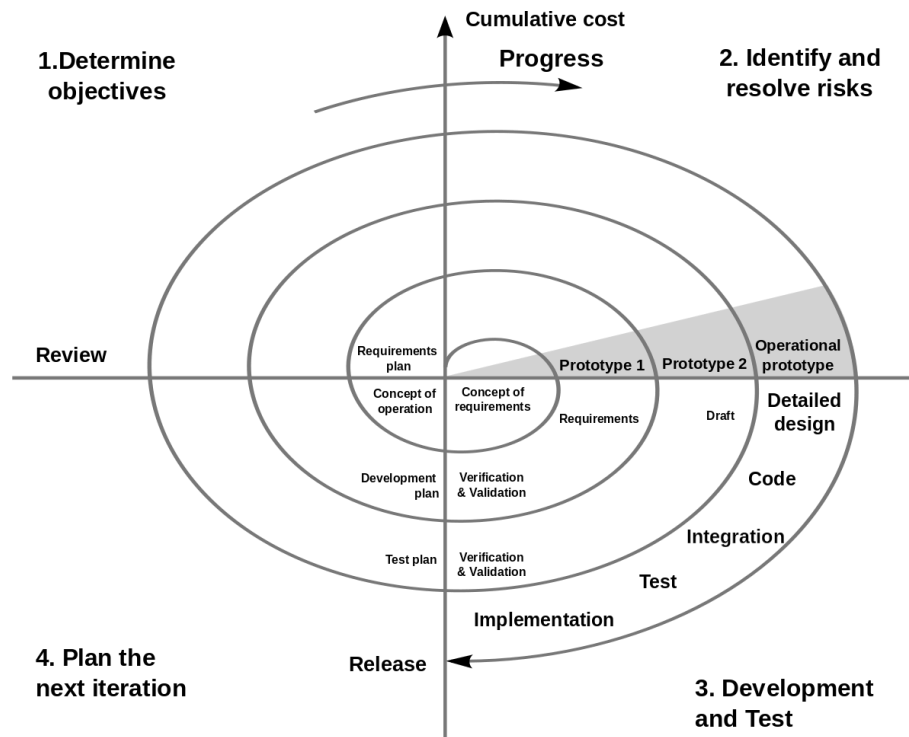 Cumulative cost
Progress
1.Determine
objectives
2. Identify and
resolve risks
Review
Requirements
plan
Prototype 1
Prototype 2
Operational
prototype
Concept of
operation
Concept of
requirements
Requirements
Draft
Detailed
design
Development
plan
Verification
& Validation
Code
Integration
Test plan
Verification
& Validation
Test
Implementation
Release
4. Plan the
next iteration
3. Development
and Test